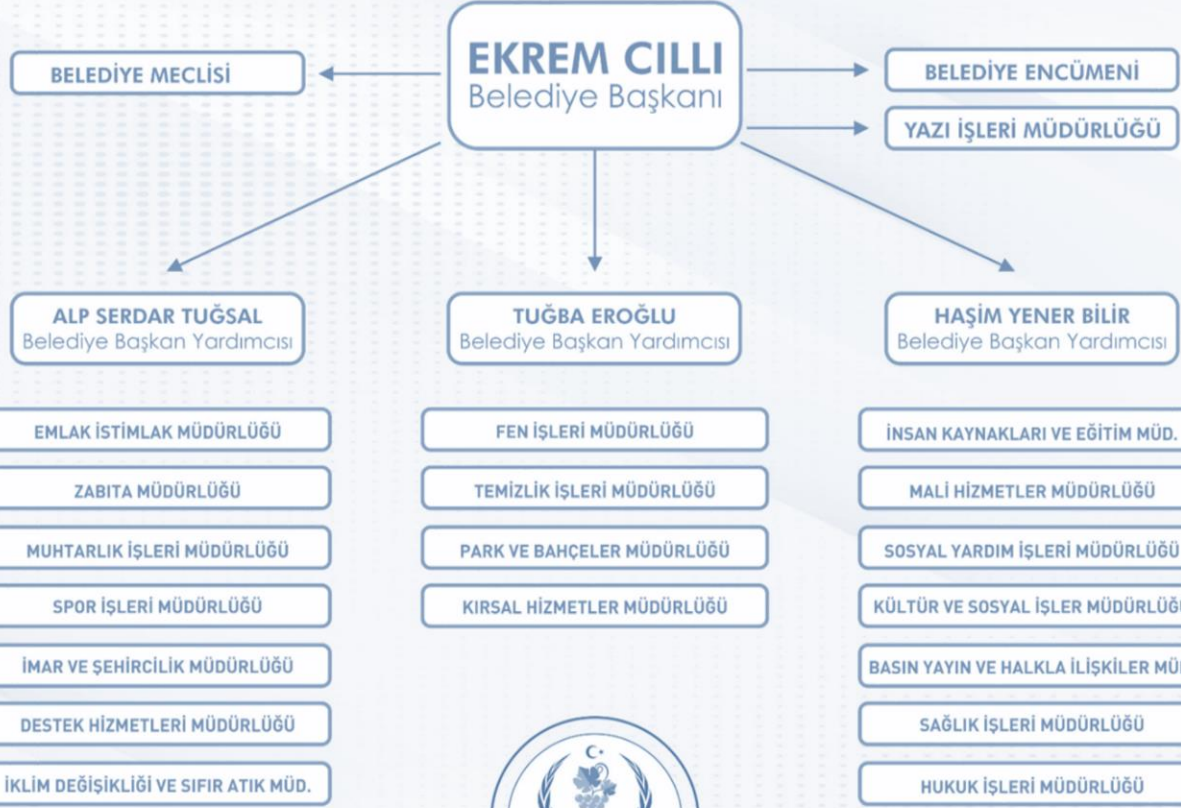 EKREM CILLI
Belediye Başkanı
BELEDİYE MECLİSİ
BELEDİYE ENCÜMENİ
YAZI İŞLERİ MÜDÜRLÜĞÜ
ALP SERDAR TUĞSAL
Belediye Başkan Yardımcısı
EMLAK İSTİMLAK MÜDÜRLÜĞÜ
ZABITA MÜDÜRLÜĞÜ
MUHTARLIK İŞLERİ MÜDÜRLÜĞÜ
SPOR İŞLERİ MÜDÜRLÜĞÜ
İMAR VE ŞEHİRCİLİK MÜDÜRLÜĞÜ
DESTEK HİZMETLERİ MÜDÜRLÜĞÜ
İKLİM DEĞİŞİKLİĞİ VE SIFIR ATIK MÜD.
TUĞBA EROĞLU
Belediye Başkan Yardımcısı
FEN İŞLERİ MÜDÜRLÜĞÜ
TEMİZLİK İŞLERİ MÜDÜRLÜĞÜ
PARK VE BAHÇELER MÜDÜRLÜĞÜ
KIRSAL HİZMETLER MÜDÜRLÜĞÜ
HAŞİM YENER BİLİR
Belediye Başkan Yardımcısı
İNSAN KAYNAKLARI VE EĞİTİM MÜD.
MALİ HİZMETLER MÜDÜRLÜĞÜ
SOSYAL YARDIM İŞLERİ MÜDÜRLÜĞÜ
KÜLTÜR VE SOSYAL İŞLER MÜDÜRLÜĞ
BASIN YAYIN VE HALKLA İLİŞKİLER MÜ
SAĞLIK İŞLERİ MÜDÜRLÜĞÜ
HUKUK İŞLERİ MÜDÜRLÜĞÜ